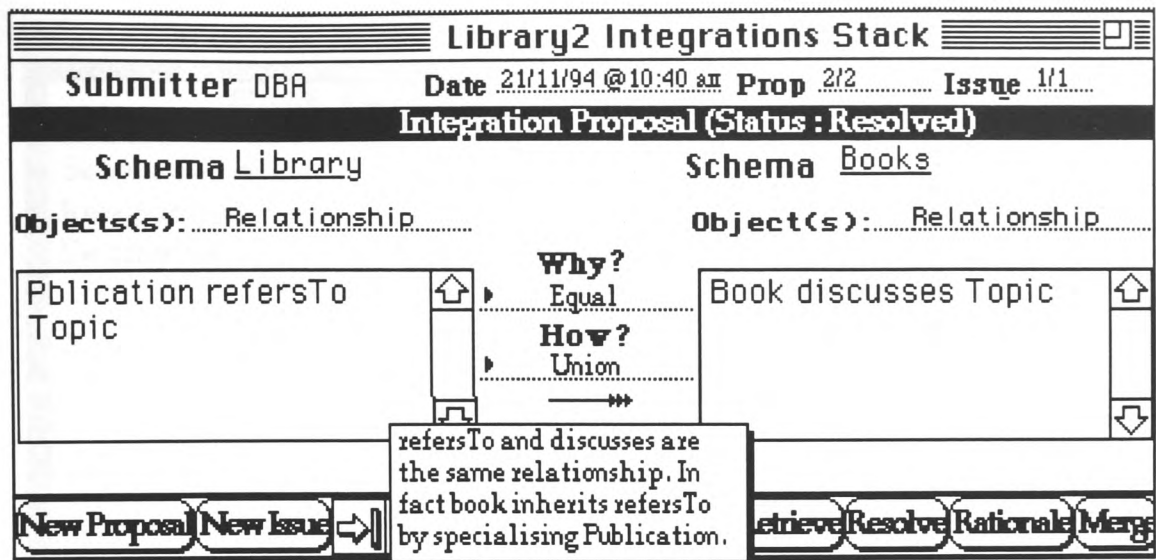 Library2 Integrations Stack
Submitter DBA Date 21/11/94 @10:40 am Prop 2/2 Issue 1/1
Integration Proposal (Status : Resolved)
Schema Library Schema Books
Objects(s): Relationship Object(s): Relationship
Why?
Pblication refersTo Equal Book discusses Topic
Topic How?
Union
refersTo and discusses are
the same relationship. In
fact book inherits refersTo
by specialising Publication.
New Proposal New Issue etrieve Resolve Rationale Merge